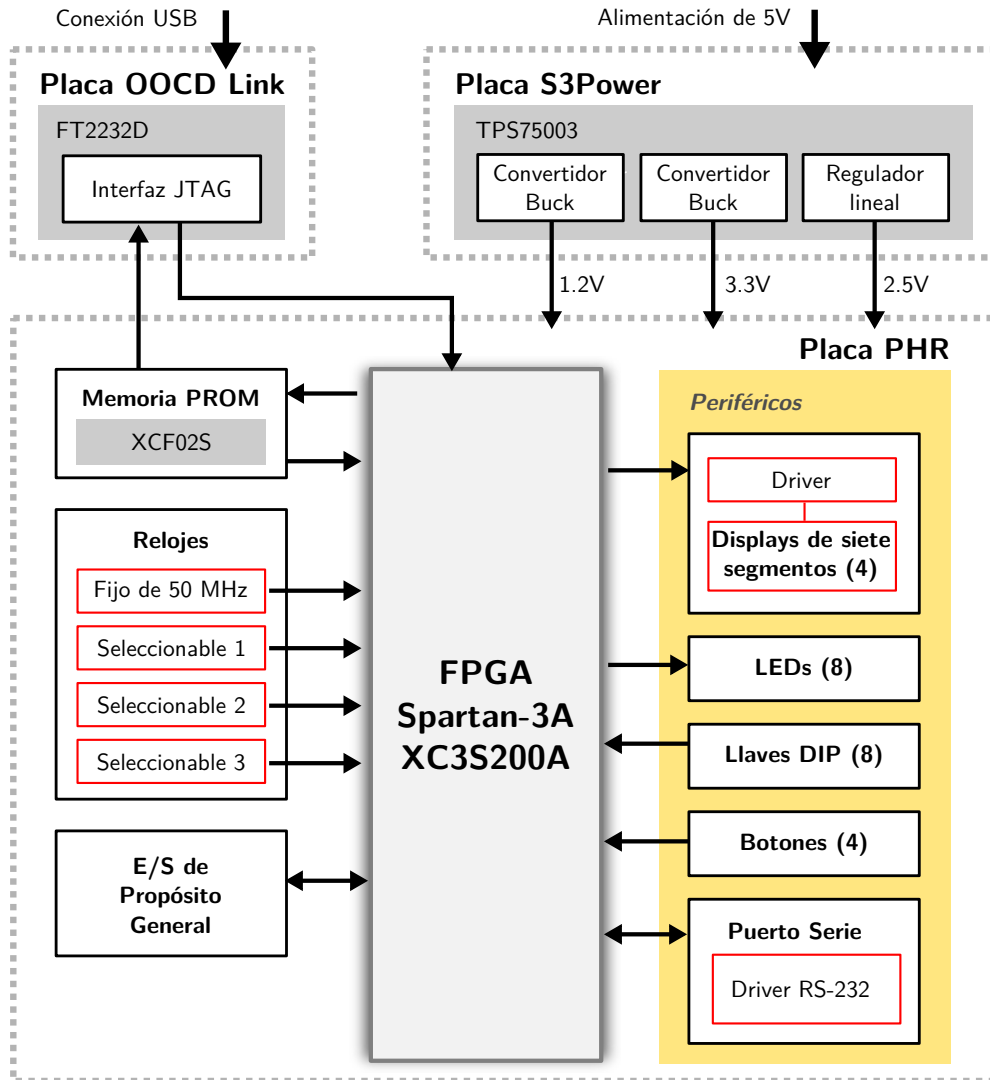 Conexión USB
Alimentación de 5V
Placa OOCD Link
FT2232D
Interfaz JTAG
Placa S3Power
TPS75003
Convertidor
Buck
Convertidor
Buck
Regulador
lineal
1.2V
3.3V
2.5V
Placa PHR
Memoria PROM
XCF02S
Relojes
Fijo de 50 MHz
Seleccionable 1
Seleccionable 2
Seleccionable 3
E/S de
Propósito
General
FPGA
Spartan-3A
XC3S200A
Periféricos
Driver
Displays de siete
segmentos (4)
LEDs (8)
Llaves DIP (8)
Botones (4)
Puerto Serie
Driver RS-232